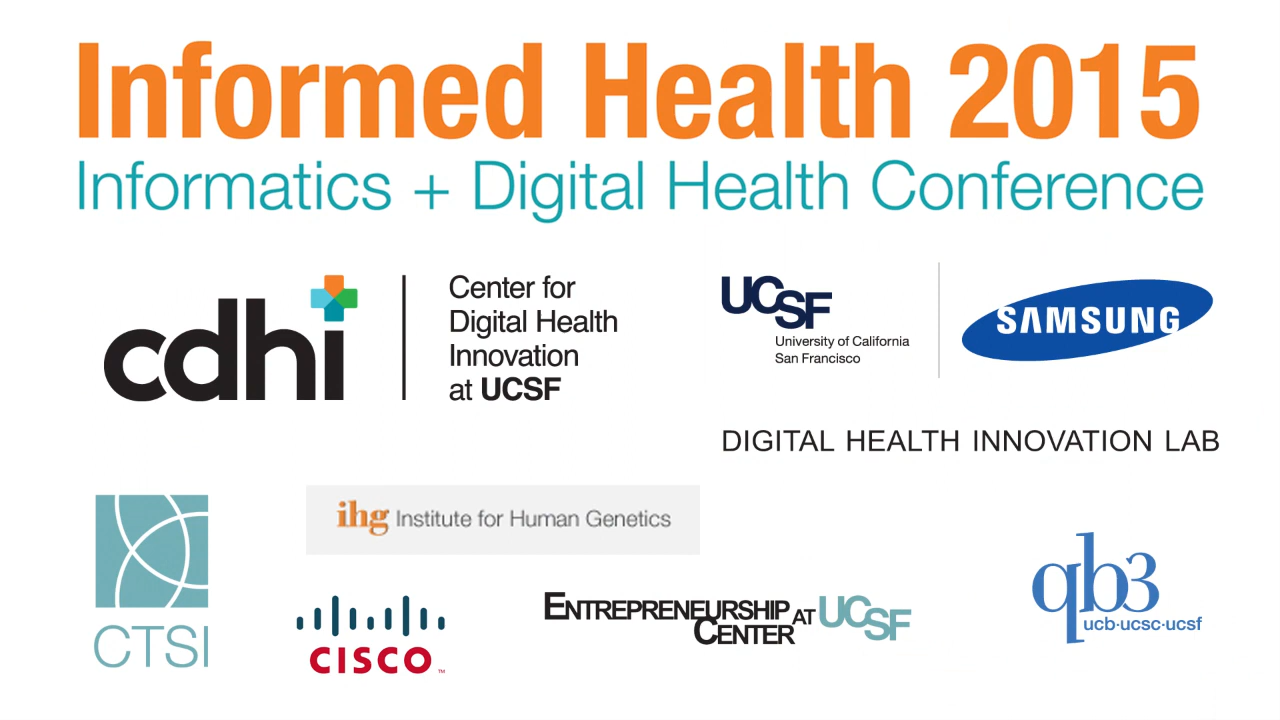 Informed Health 2015
Informatics + Digital Health Conference
cdhi
Center for
Digital Health
Innovation
at UCSF
UCSF
University of California
San Francisco
SAMSUNG
DIGITAL HEALTH INNOVATION LAB
ihg Institute for Human Genetics
CTSI
CISCO™
ENTREPRENEURSHIP AT UCSF
CENTER
qb3
ucb·ucsc·ucsf